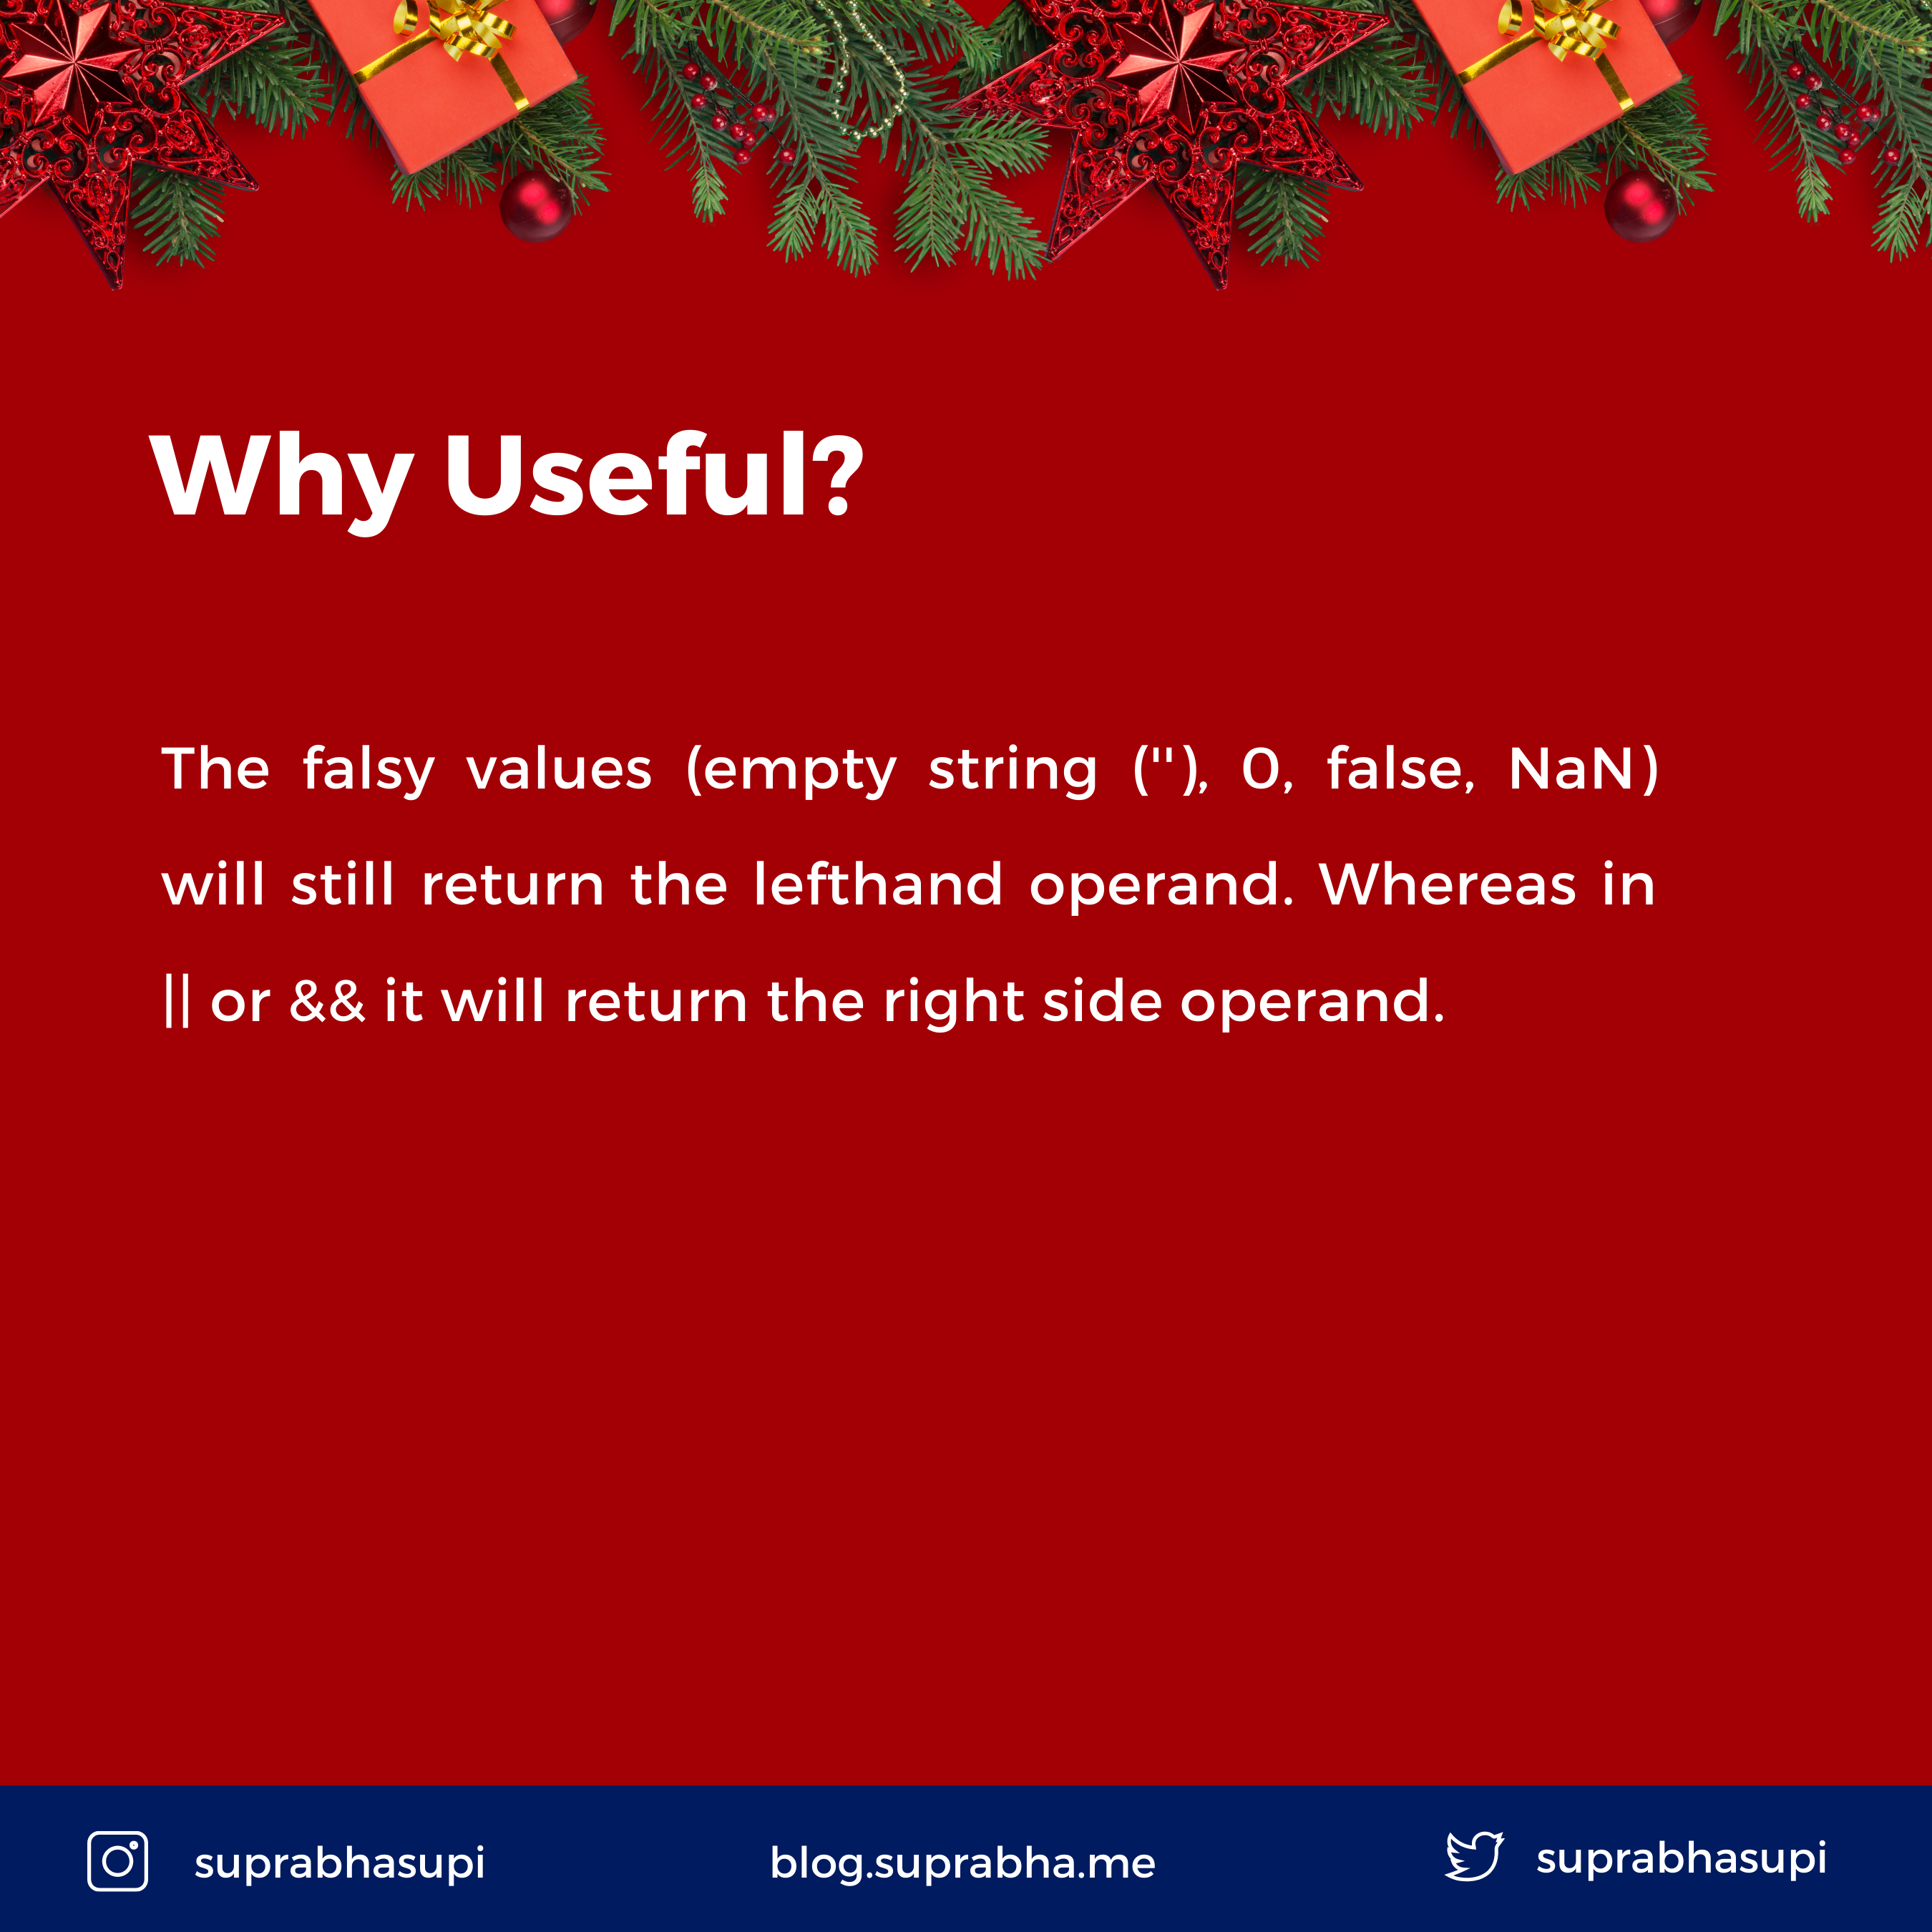 Why Useful?
The falsy values (empty string (''), 0, false, NaN)
will still return the lefthand operand. Whereas in
|| or && it will return the right side operand.
suprabhasupi
blog.suprabha.me
suprabhasupi